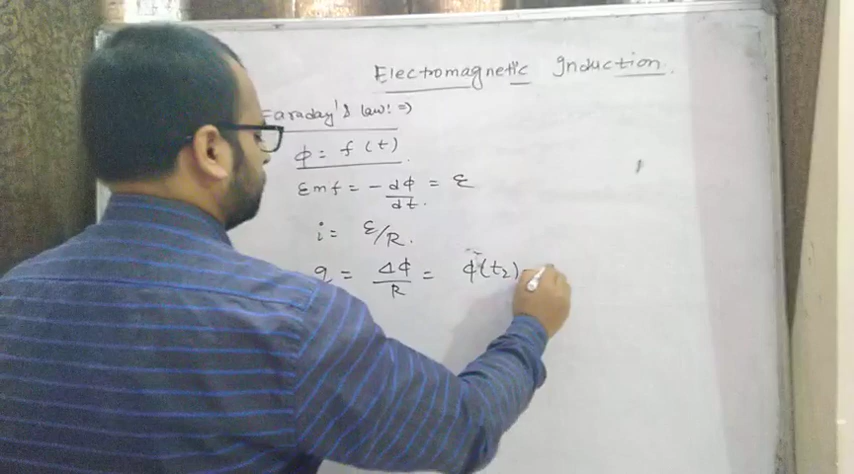 Electromagnetic Induction.
Faraday's Law: ⇒
ϕ = f(t)
Emf = - dϕ/dt = ε
i = ε/R.
q = Δϕ/R = ϕ(t₂) -